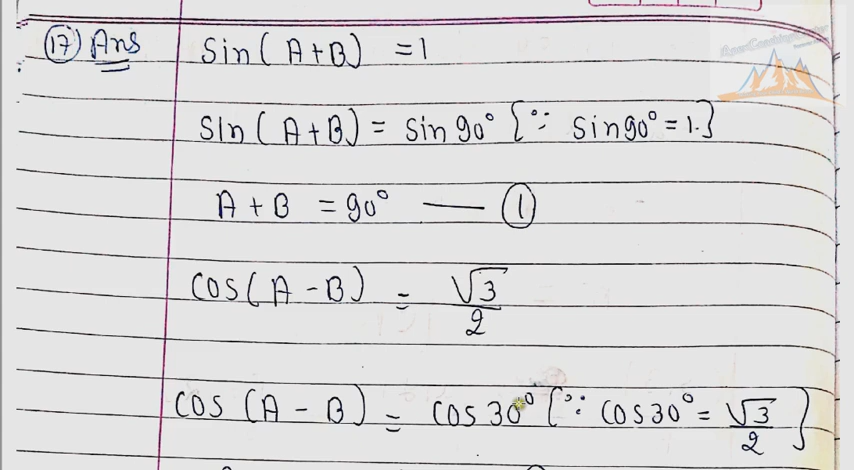 (17) Ans Sin ( A+B) = 1
Sin ( A+B) = Sin 90° {∵ Sin 90° = 1.}
A + B = 90° — (1)
Cos( A - B) = √3/2
Cos (A - B) = Cos 30° {∵ Cos 30° = √3/2}